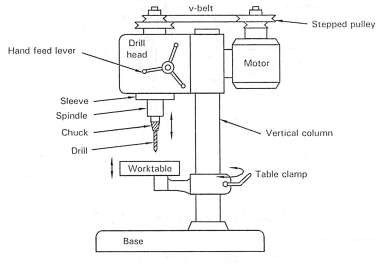 v-belt
Stepped pulley
Hand feed lever
Drill
head
Motor
Sleeve
Spindle
Chuck
Drill
Vertical column
Worktable
Table clamp
Base